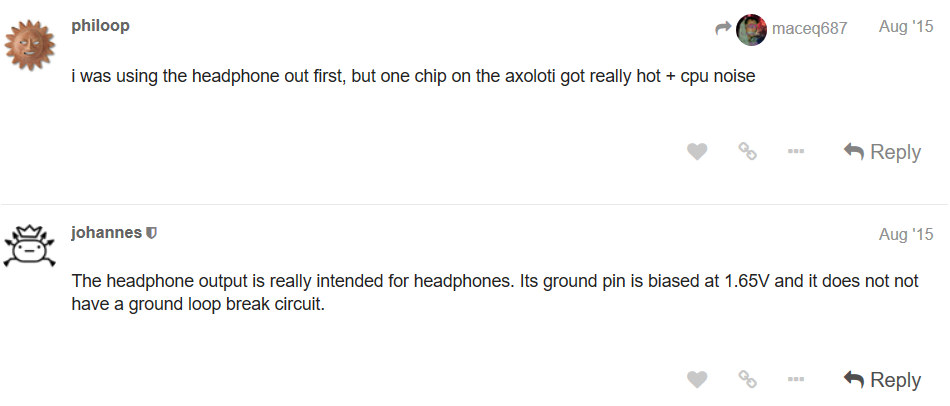 philoop
maceq687
Aug '15
i was using the headphone out first, but one chip on the axoloti got really hot + cpu noise
Reply
johannes
Aug '15
The headphone output is really intended for headphones. Its ground pin is biased at 1.65V and it does not not
have a ground loop break circuit.
Reply